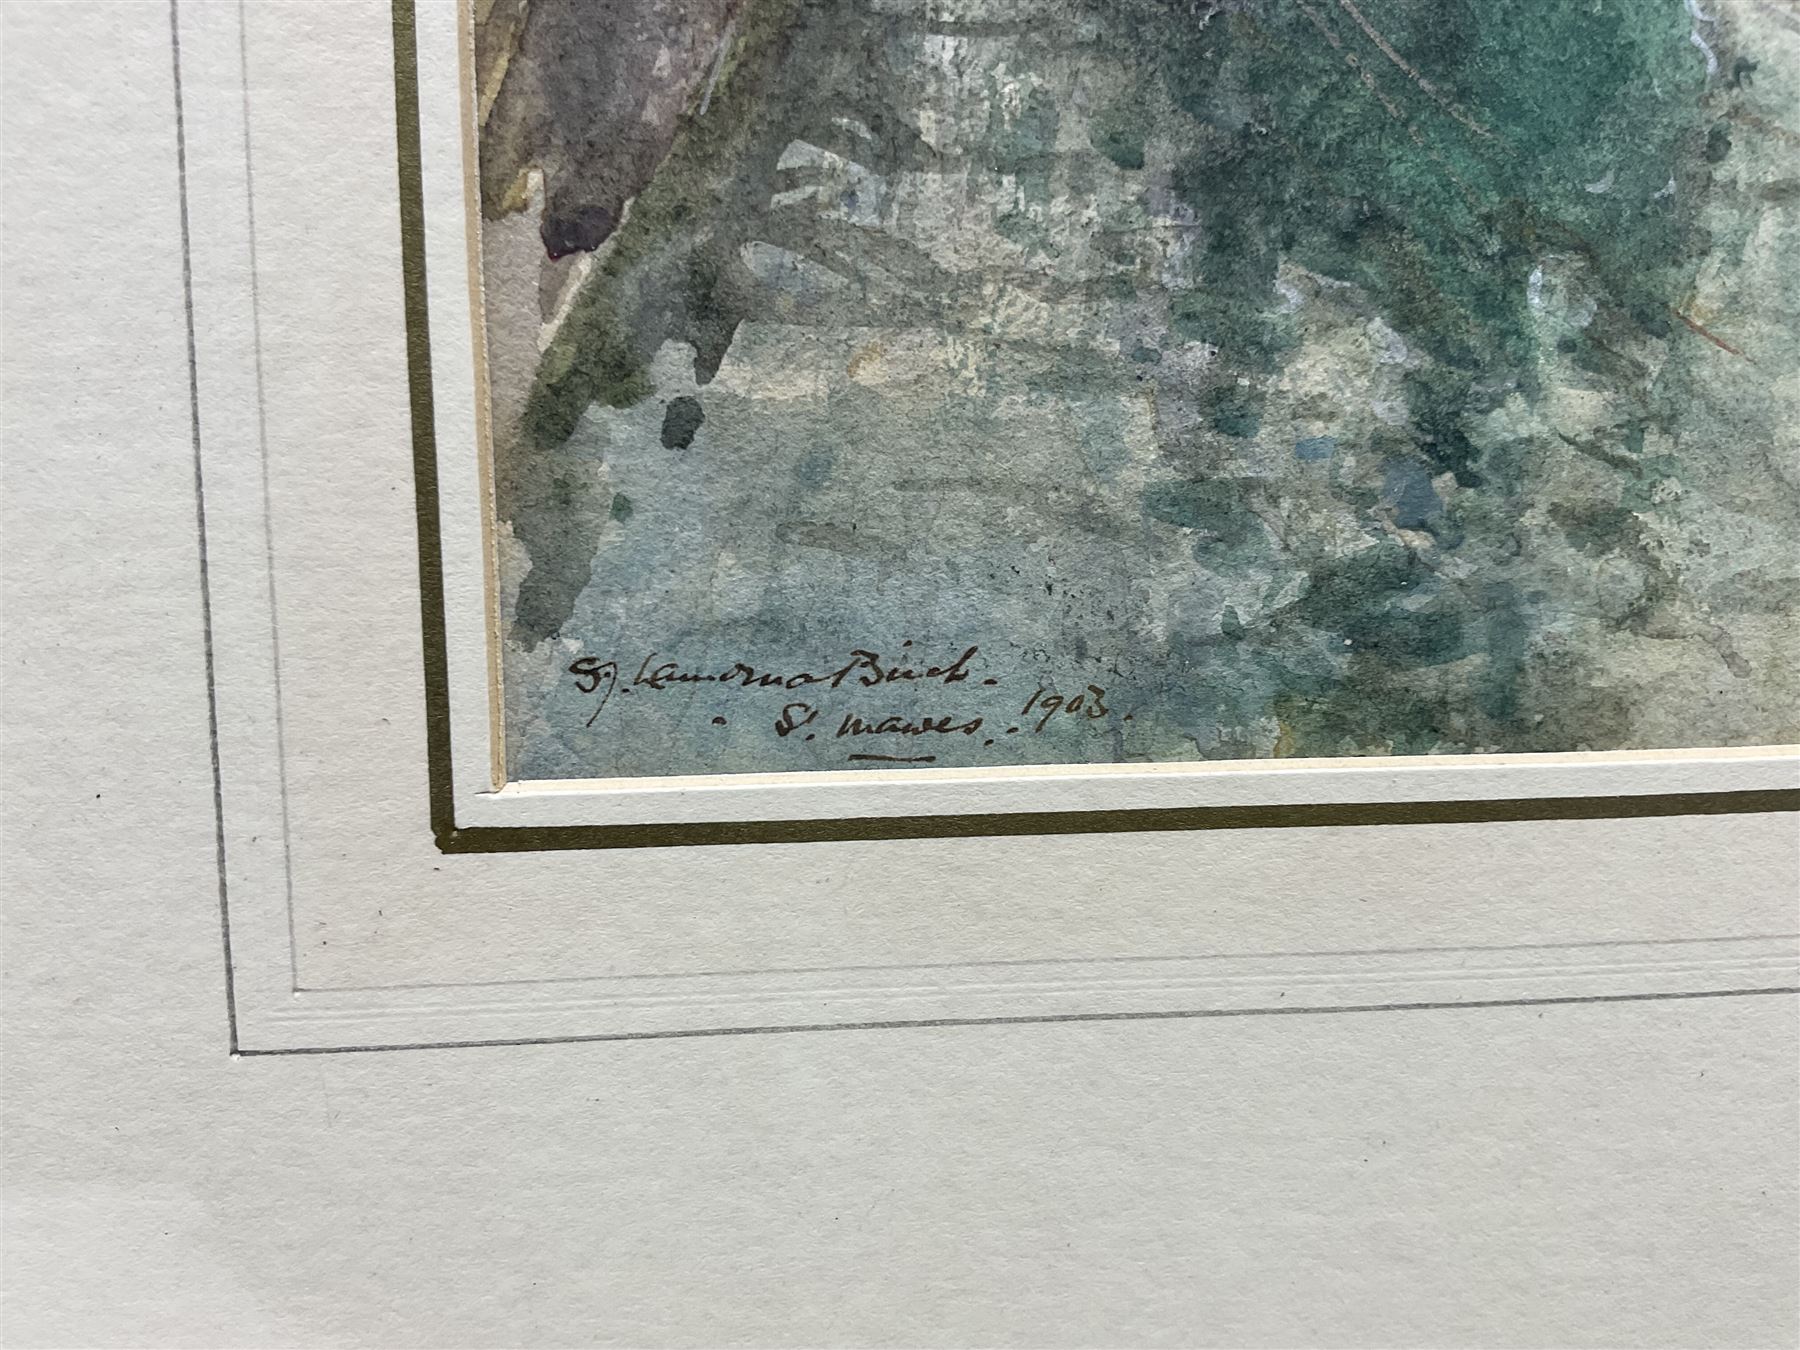 S.J. Lamorna Birch.
St. Mawes. 1903.